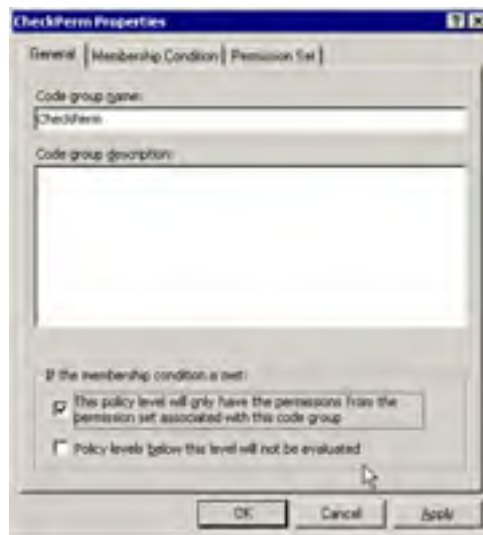 CheckPerm Properties
General Membership Condition Permission Set
Code group name:
CheckPerm
Code group description:
If the membership condition is met:
This policy level will only have the permissions from the
permission set associated with this code group
Policy levels below this level will not be evaluated
OK Cancel Apply